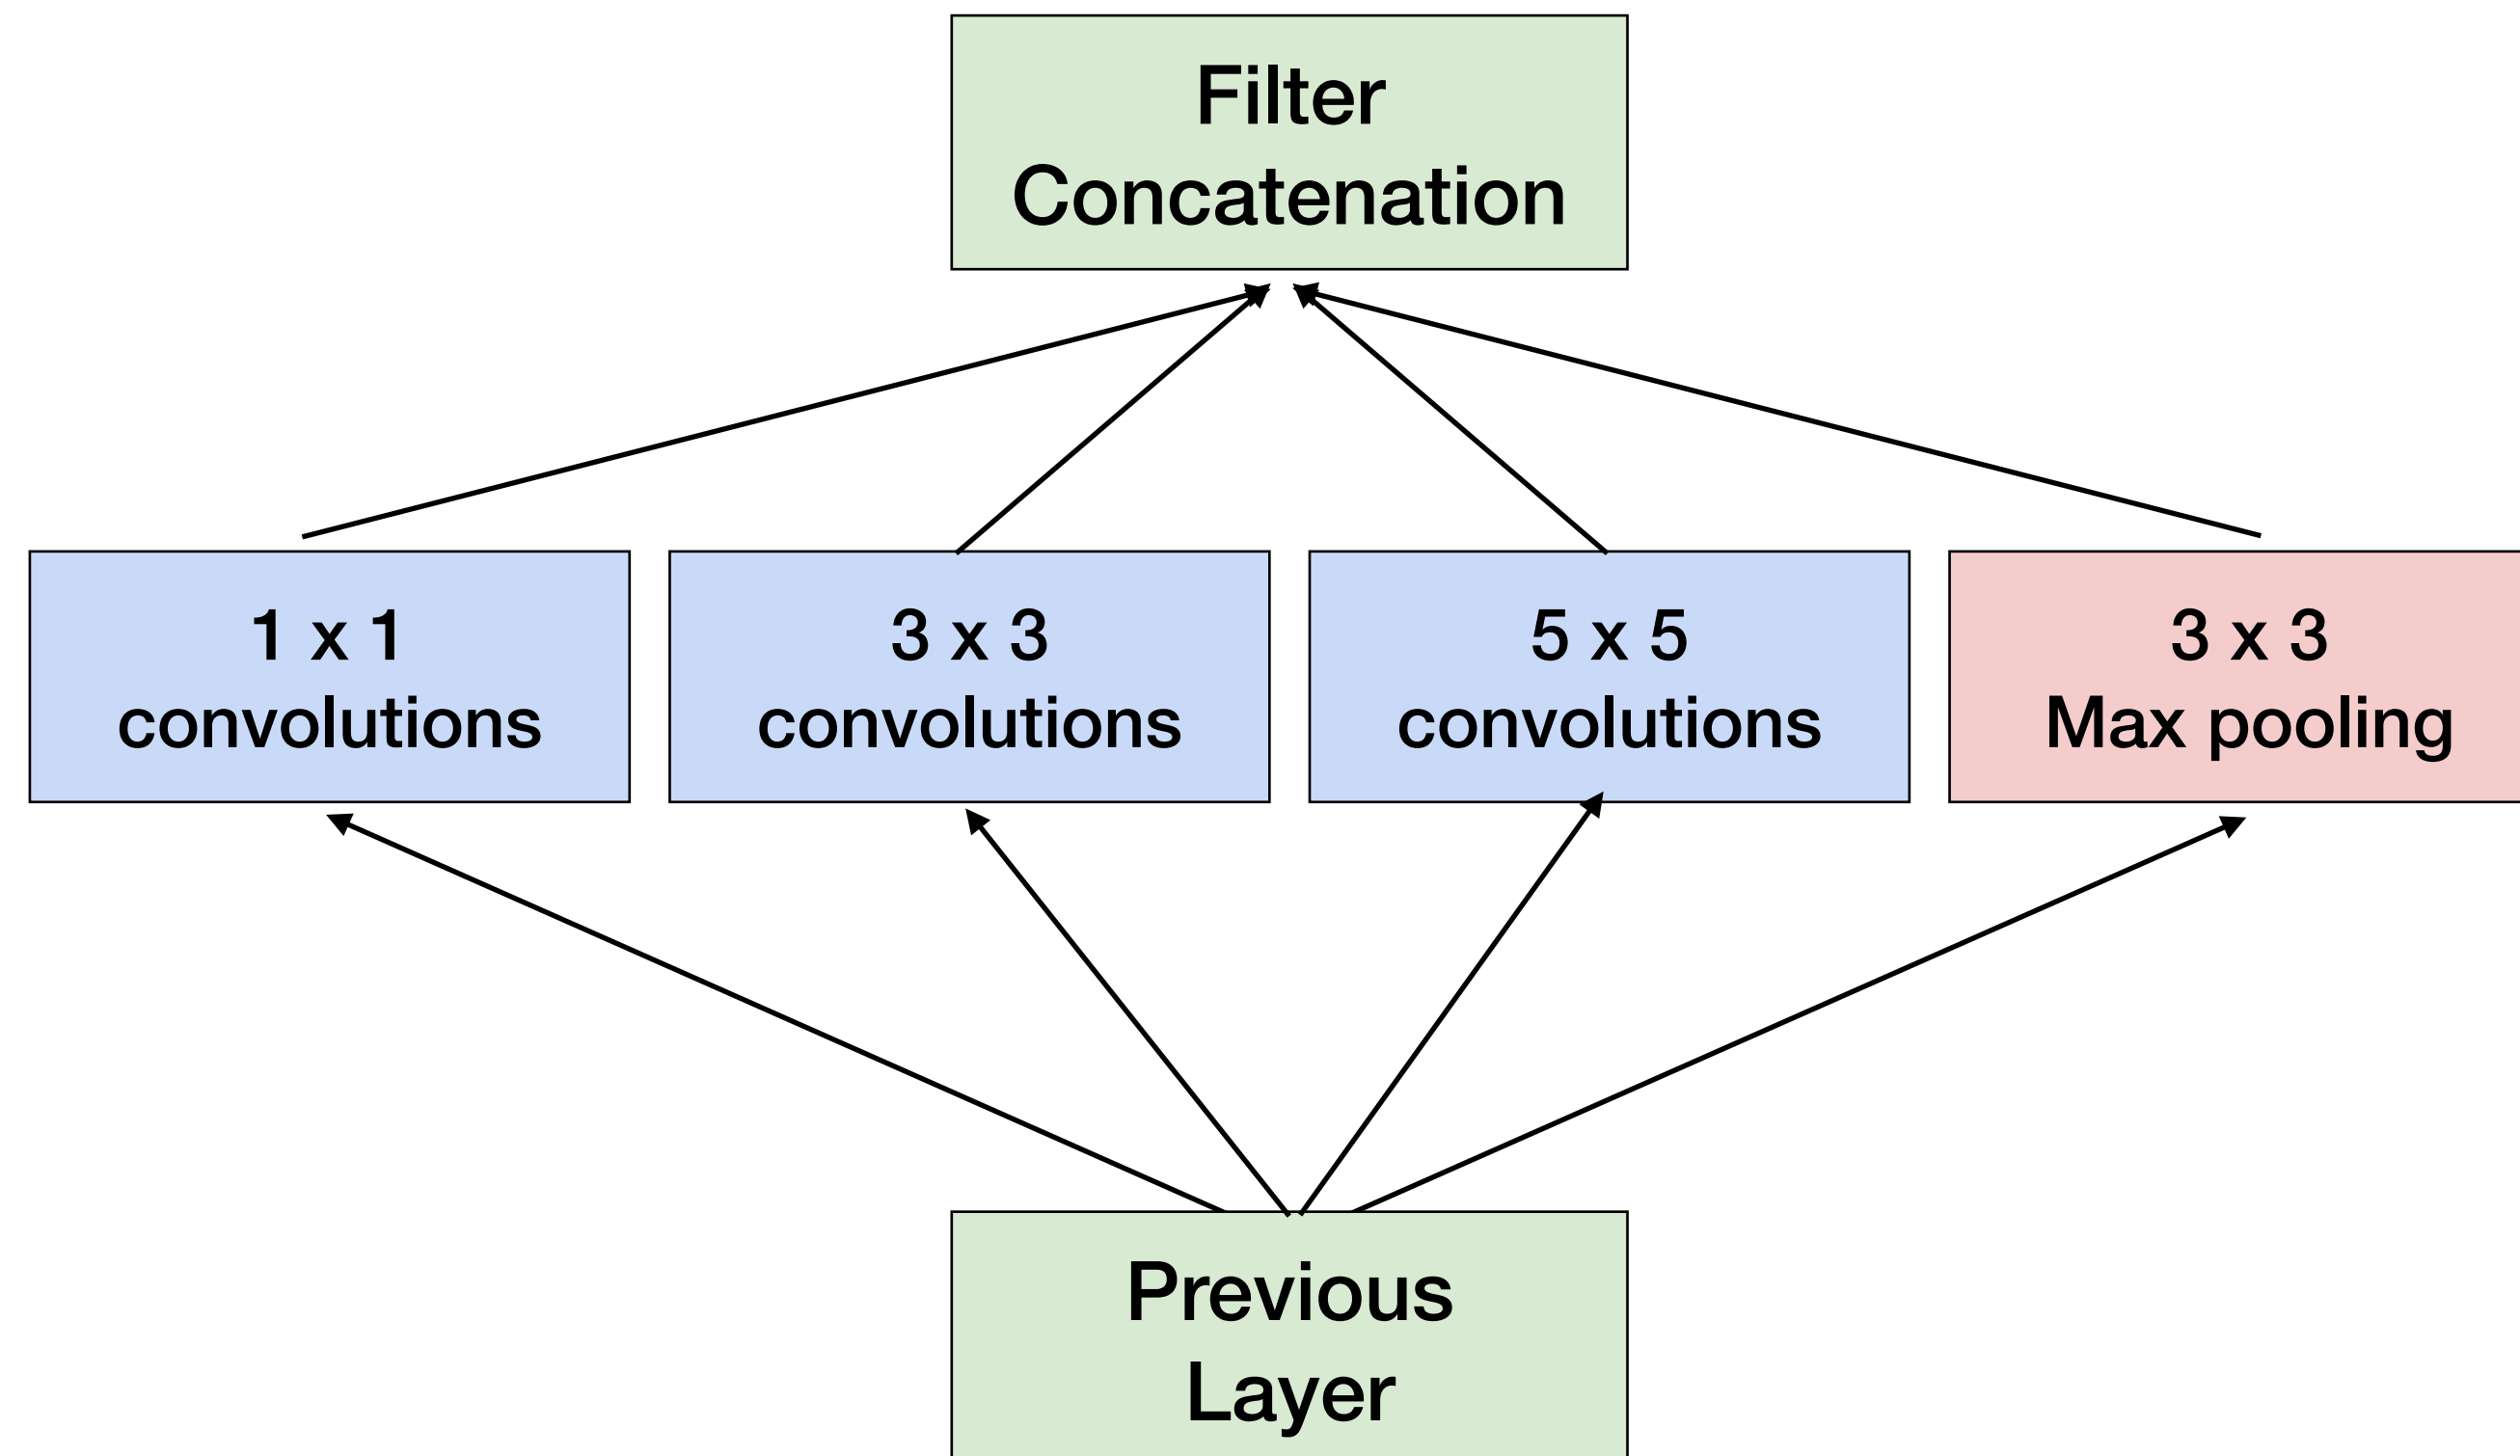 Filter
Concatenation
1 x 1
convolutions
3 x 3
convolutions
5 x 5
convolutions
3 x 3
Max pooling
Previous
Layer